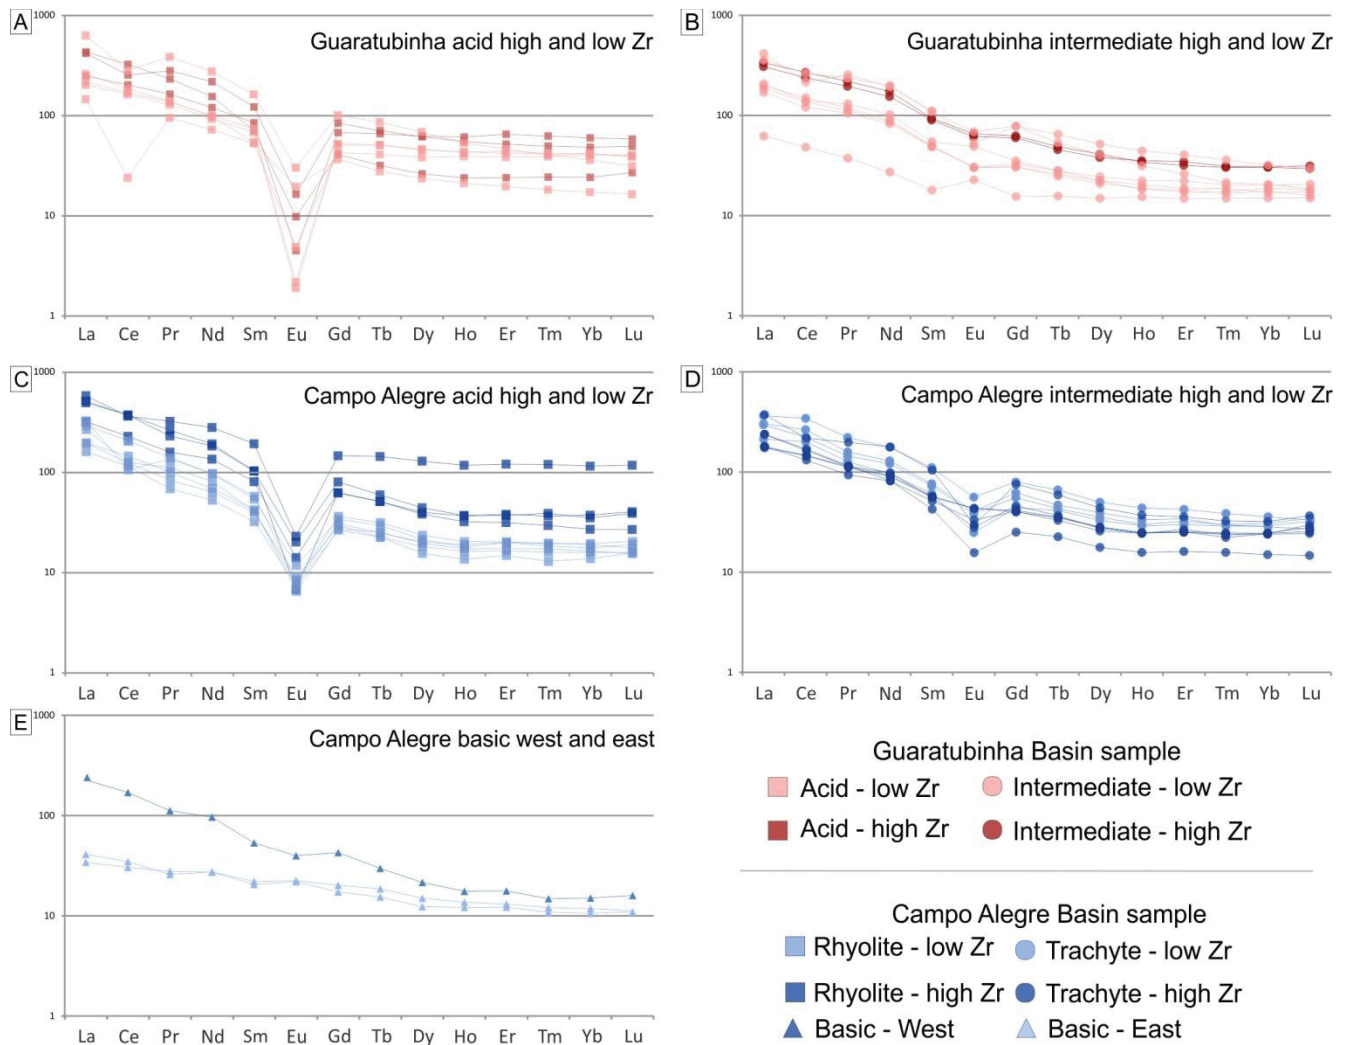 A
1000
100
10
1
Guaratubinha acid high and low Zr
La Ce Pr Nd Sm Eu Gd Tb Dy Ho Er Tm Yb Lu
B
1000
100
10
1
Guaratubinha intermediate high and low Zr
La Ce Pr Nd Sm Eu Gd Tb Dy Ho Er Tm Yb Lu
C
1000
100
10
1
Campo Alegre acid high and low Zr
La Ce Pr Nd Sm Eu Gd Tb Dy Ho Er Tm Yb Lu
D
1000
100
10
1
Campo Alegre intermediate high and low Zr
La Ce Pr Nd Sm Eu Gd Tb Dy Ho Er Tm Yb Lu
E
1000
100
10
1
Campo Alegre basic west and east
La Ce Pr Nd Sm Eu Gd Tb Dy Ho Er Tm Yb Lu
Guaratubinha Basin sample
Acid - low Zr
Intermediate - low Zr
Acid - high Zr
Intermediate - high Zr
Campo Alegre Basin sample
Rhyolite - low Zr
Trachyte - low Zr
Rhyolite - high Zr
Trachyte - high Zr
Basic - West
Basic - East